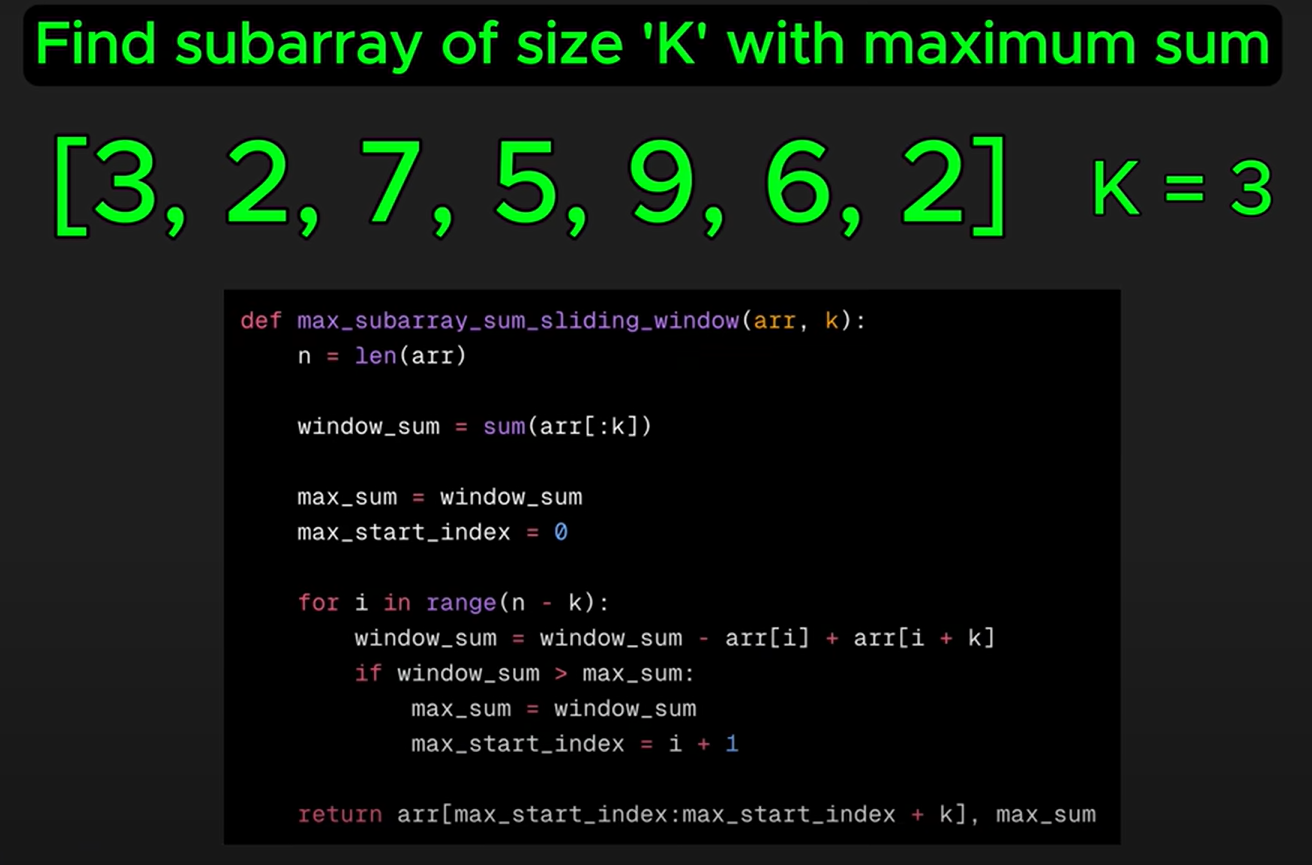 Find subarray of size 'K' with maximum sum
[3, 2, 7, 5, 9, 6, 2] K = 3
def max_subarray_sum_sliding_window(arr, k):
    n = len(arr)
    window_sum = sum(arr[:k])
    max_sum = window_sum
    max_start_index = 0
    for i in range(n - k):
        window_sum = window_sum - arr[i] + arr[i + k]
        if window_sum > max_sum:
            max_sum = window_sum
            max_start_index = i + 1
    return arr[max_start_index:max_start_index + k], max_sum